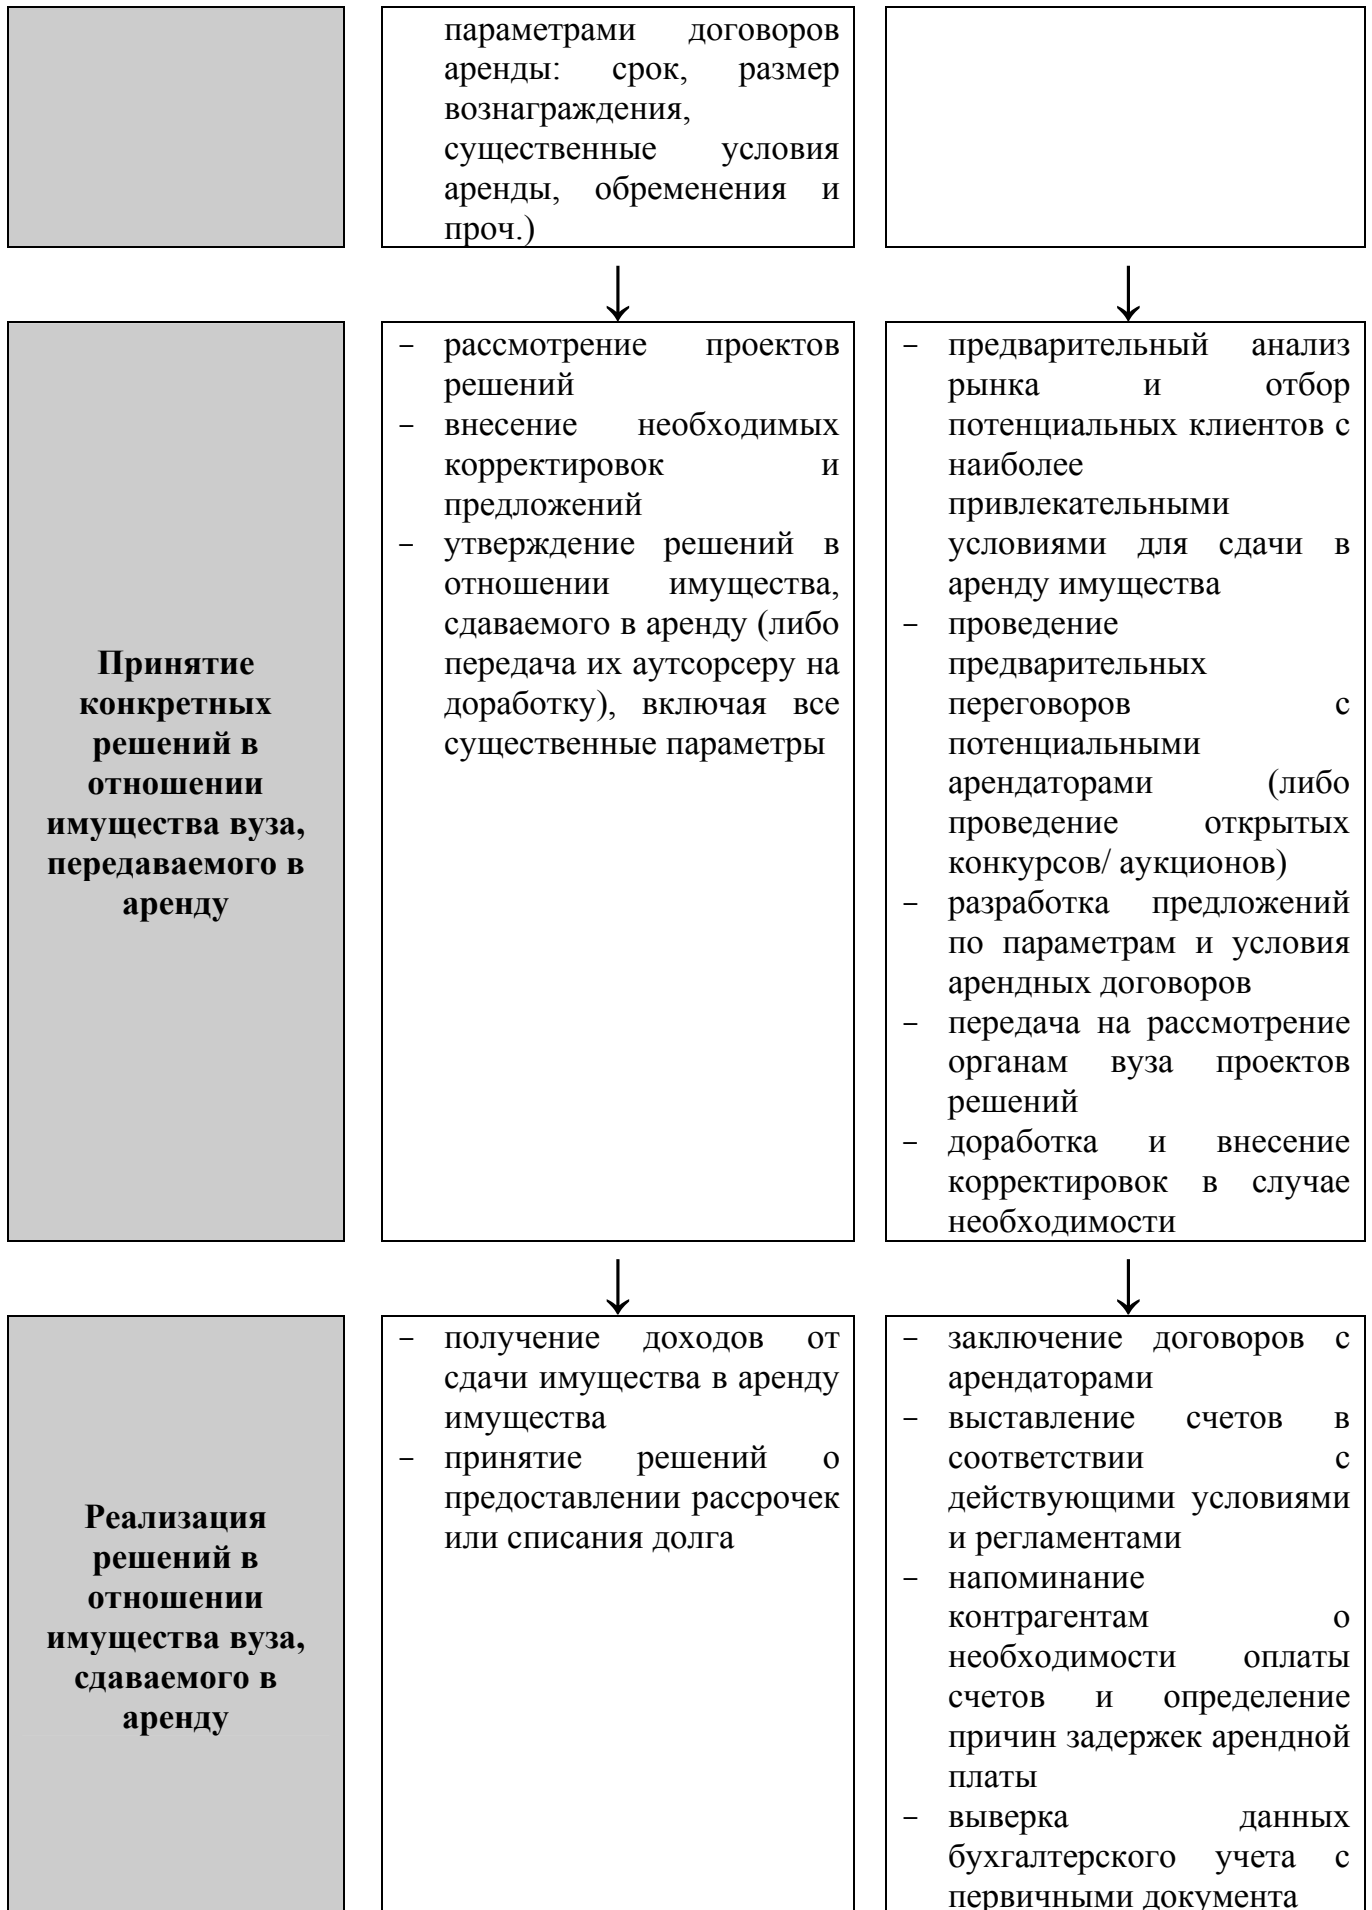 параметрами договоров
аренды: срок, размер
вознаграждения,
существенные условия
аренды, обременения и
проч.)
Принятие
конкретных
решений в
отношении
имущества вуза,
передаваемого в
аренду
- рассмотрение проектов
решений
- внесение необходимых
корректировок и
предложений
- утверждение решений в
отношении имущества,
сдаваемого в аренду (либо
передача их аутсорсеру на
доработку), включая все
существенные параметры
- предварительный анализ
рынка и отбор
потенциальных клиентов с
наиболее
привлекательными
условиями для сдачи в
аренду имущества
- проведение
предварительных
переговоров с
потенциальными
арендаторами (либо
проведение открытых
конкурсов/ аукционов)
- разработка предложений
по параметрам и условия
арендных договоров
- передача на рассмотрение
органам вуза проектов
решений
- доработка и внесение
корректировок в случае
необходимости
Реализация
решений в
отношении
имущества вуза,
сдаваемого в
аренду
- получение доходов от
сдачи имущества в аренду
имущества
- принятие решений о
предоставлении рассрочек
или списания долга
- заключение договоров с
арендаторами
- выставление счетов в
соответствии с
действующими условиями
и регламентами
- напоминание
контрагентам о
необходимости оплаты
счетов и определение
причин задержек арендной
платы
- выверка данных
бухгалтерского учета с
первичными документа